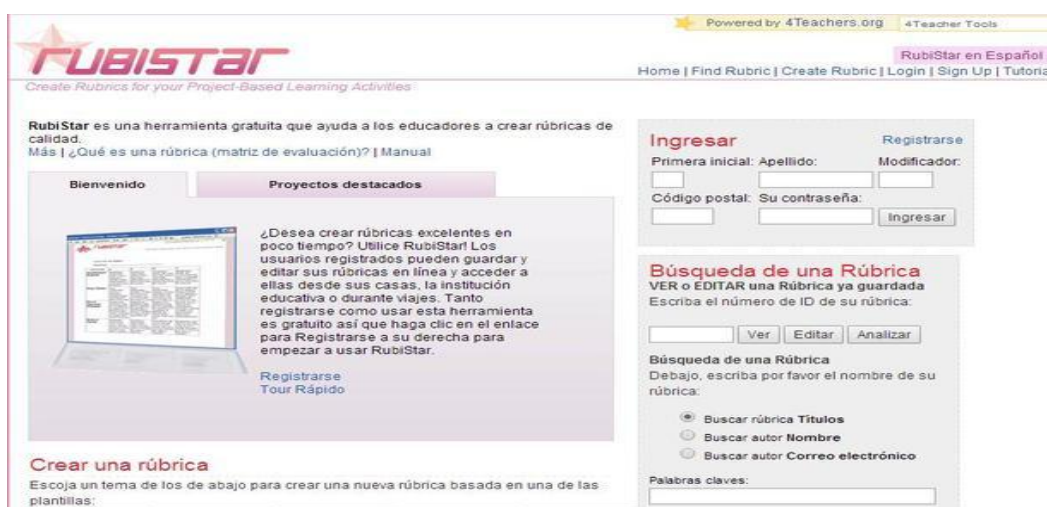 Powered by 4Teachers.org
4Teacher Tools
RUBISTAR
Create Rubrics for your Project-Based Learning Activities
RubiStar en Español
Home | Find Rubric | Create Rubric | Login | Sign Up | Tutoria
RubiStar es una herramienta gratuita que ayuda a los educadores a crear rúbricas de
calidad.
Más | ¿Qué es una rúbrica (matriz de evaluación)? | Manual
Bienvenido
Proyectos destacados
¿Desea crear rúbricas excelentes en
poco tiempo? Utilice RubiStar! Los
usuarios registrados pueden guardar y
editar sus rúbricas en línea y acceder a
ellas desde sus casas, la institución
educativa o durante viajes. Tanto
registrarse como usar esta herramienta
es gratuito así que haga clic en el enlace
para Registrarse a su derecha para
empezar a usar RubiStar.
Registrarse
Tour Rápido
Crear una rúbrica
Escoja un tema de los de abajo para crear una nueva rúbrica basada en una de las
plantillas:
Ingresar
Registrarse
Primera inicial: Apellido: Modificador:
Código postal: Su contraseña:
Ingresar
Búsqueda de una Rúbrica
VER o EDITAR una Rúbrica ya guardada
Escriba el número de ID de su rúbrica:
Ver Editar Analizar
Búsqueda de una Rúbrica
Debajo, escriba por favor el nombre de su
rúbrica:
Buscar rúbrica Títulos
Buscar autor Nombre
Buscar autor Correo electrónico
Palabras claves: